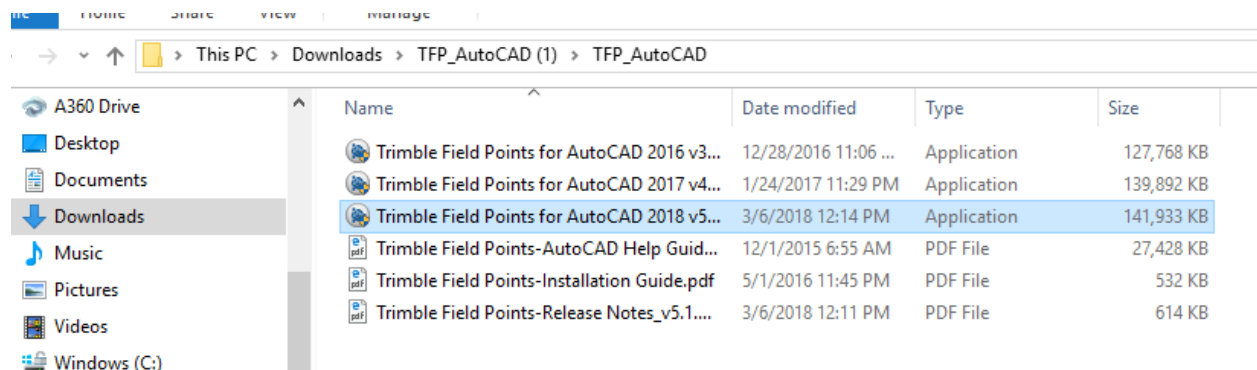 Home Share View Manage
This PC > Downloads > TFP_AutoCAD (1) > TFP_AutoCAD
A360 Drive
Desktop
Documents
Downloads
Music
Pictures
Videos
Windows (C:)
Name Date modified Type Size
Trimble Field Points for AutoCAD 2016 v3... 12/28/2016 11:06 ... Application 127,768 KB
Trimble Field Points for AutoCAD 2017 v4... 1/24/2017 11:29 PM Application 139,892 KB
Trimble Field Points for AutoCAD 2018 v5... 3/6/2018 12:14 PM Application 141,933 KB
Trimble Field Points-AutoCAD Help Guid... 12/1/2015 6:55 AM PDF File 27,428 KB
Trimble Field Points-Installation Guide.pdf 5/1/2016 11:45 PM PDF File 532 KB
Trimble Field Points-Release Notes_v5.1.... 3/6/2018 12:11 PM PDF File 614 KB